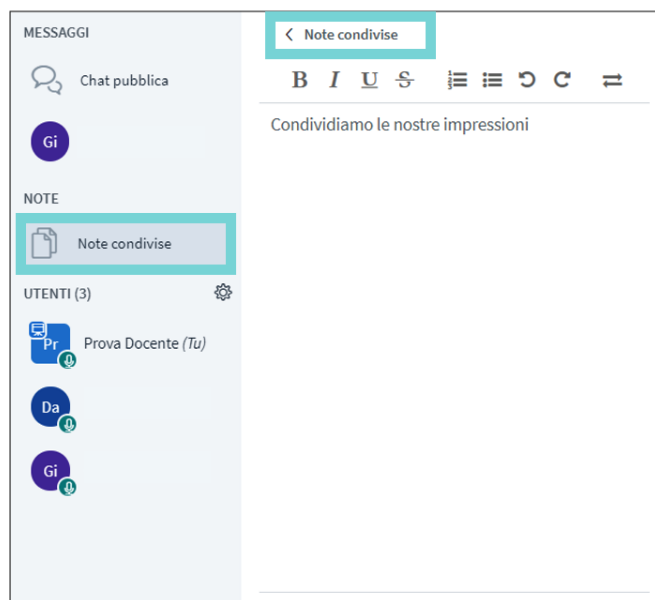 MESSAGGI
Chat pubblica
Gi
NOTE
Note condivise
UTENTI (3)
Pr
Prova Docente (Tu)
Da
Gi
Note condivise
B I U S
Condividiamo le nostre impressioni